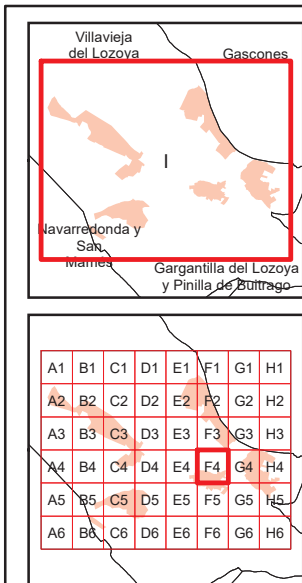 Villavieja
del Lozoya
Gascones
I
Navarredonda y
San
Mamés
Gargantilla del Lozoya
y Pinilla de Buitrago
A1 B1 C1 D1 E1 F1 G1 H1
A2 B2 C2 D2 E2 F2 G2 H2
A3 B3 C3 D3 E3 F3 G3 H3
A4 B4 C4 D4 E4 F4 G4 H4
A5 B5 C5 D5 E5 F5 G5 H5
A6 B6 C6 D6 E6 F6 G6 H6